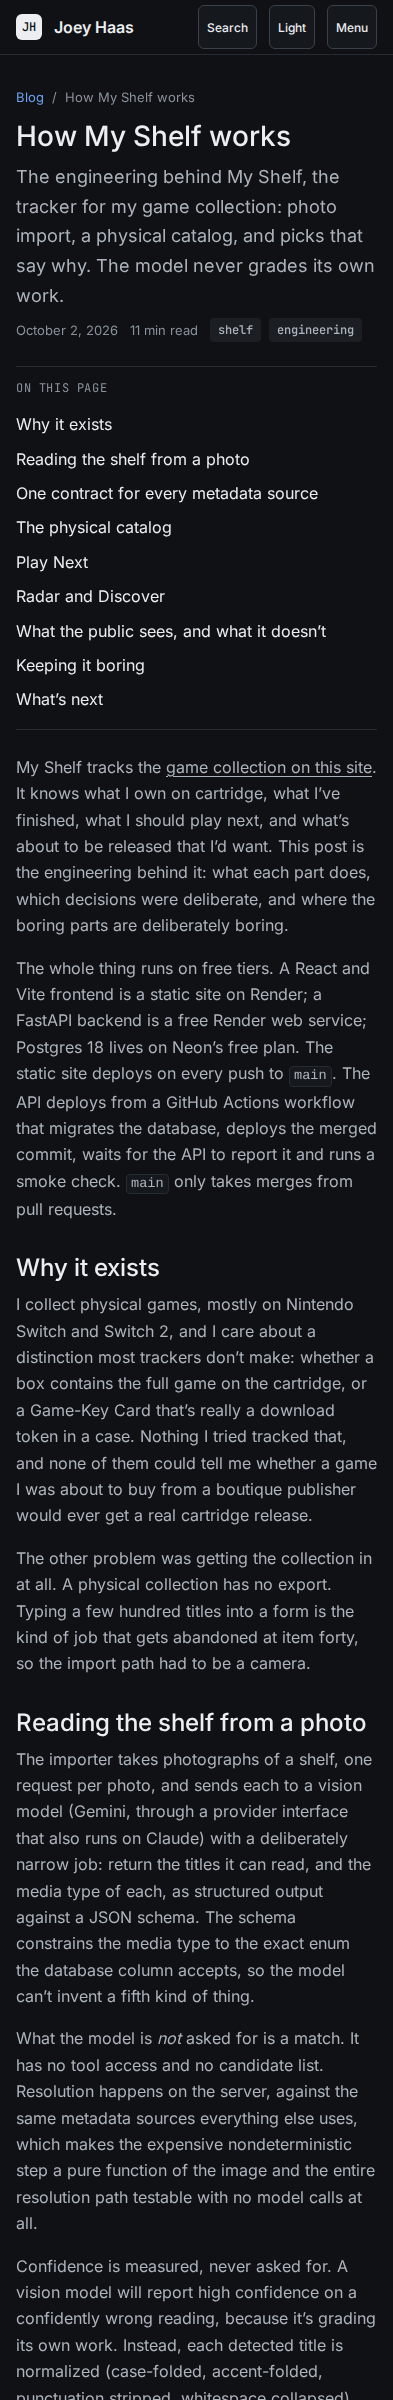 JH Joey Haas Search Light Menu
Blog / How My Shelf works
How My Shelf works
The engineering behind My Shelf, the
tracker for my game collection: photo
import, a physical catalog, and picks that
say why. The model never grades its own
work.
October 2, 2026 11 min read shelf engineering
ON THIS PAGE
Why it exists
Reading the shelf from a photo
One contract for every metadata source
The physical catalog
Play Next
Radar and Discover
What the public sees, and what it doesn’t
Keeping it boring
What’s next
My Shelf tracks the game collection on this site.
It knows what I own on cartridge, what I’ve
finished, what I should play next, and what’s
about to be released that I’d want. This post is
the engineering behind it: what each part does,
which decisions were deliberate, and where the
boring parts are deliberately boring.
The whole thing runs on free tiers. A React and
Vite frontend is a static site on Render; a
FastAPI backend is a free Render web service;
Postgres 18 lives on Neon’s free plan. The
static site deploys on every push to main. The
API deploys from a GitHub Actions workflow
that migrates the database, deploys the merged
commit, waits for the API to report it and runs a
smoke check. main only takes merges from
pull requests.
Why it exists
I collect physical games, mostly on Nintendo
Switch and Switch 2, and I care about a
distinction most trackers don’t make: whether a
box contains the full game on the cartridge, or
a Game-Key Card that’s really a download
token in a case. Nothing I tried tracked that,
and none of them could tell me whether a game
I was about to buy from a boutique publisher
would ever get a real cartridge release.
The other problem was getting the collection in
at all. A physical collection has no export.
Typing a few hundred titles into a form is the
kind of job that gets abandoned at item forty,
so the import path had to be a camera.
Reading the shelf from a photo
The importer takes photographs of a shelf, one
request per photo, and sends each to a vision
model (Gemini, through a provider interface
that also runs on Claude) with a deliberately
narrow job: return the titles it can read, and the
media type of each, as structured output
against a JSON schema. The schema
constrains the media type to the exact enum
the database column accepts, so the model
can’t invent a fifth kind of thing.
What the model is not asked for is a match. It
has no tool access and no candidate list.
Resolution happens on the server, against the
same metadata sources everything else uses,
which makes the expensive nondeterministic
step a pure function of the image and the entire
resolution path testable with no model calls at
all.
Confidence is measured, never asked for. A
vision model will report high confidence on a
confidently wrong reading, because it’s grading
its own work. Instead, each detected title is
normalized (case-folded, accent-folded,
punctuation stripped, whitespace collapsed)